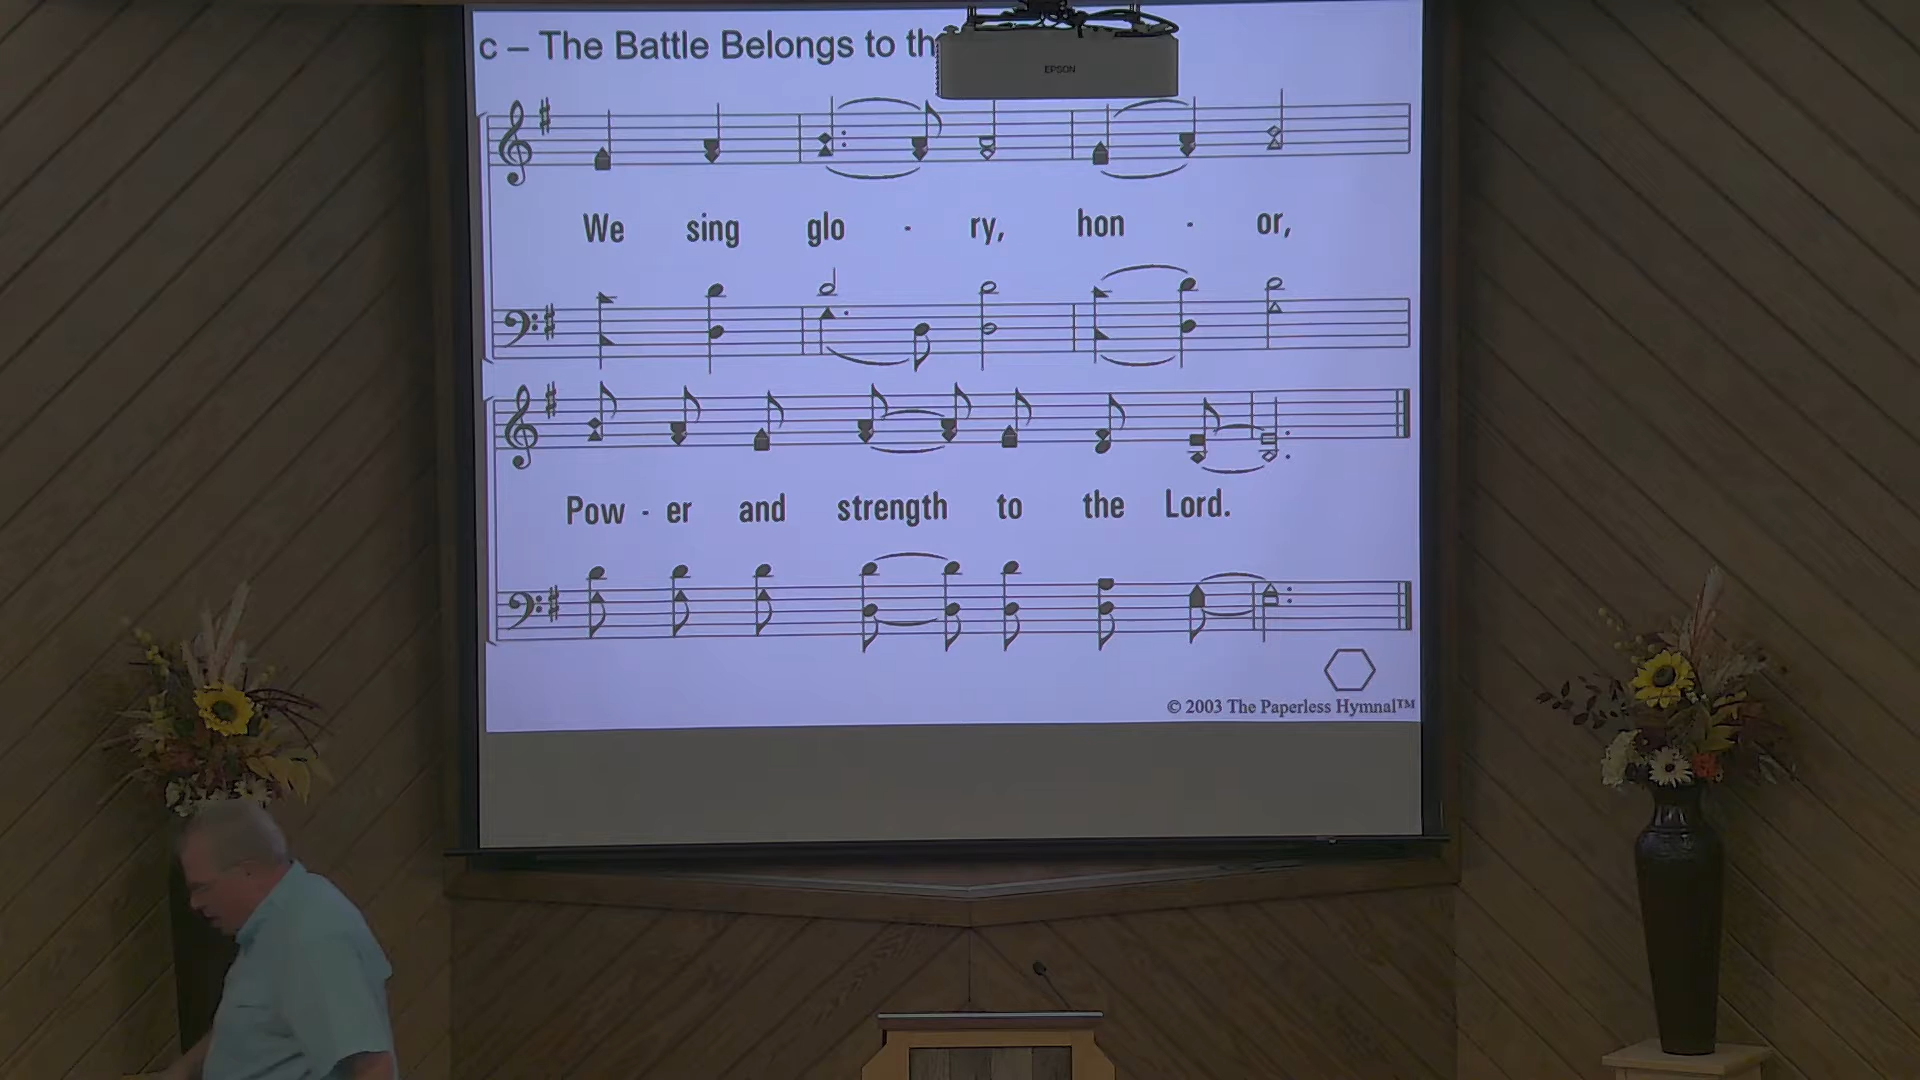 c – The Battle Belongs to th
EPSON
We sing glo - ry, hon - or,
Pow - er and strength to the Lord.
© 2003 The Paperless Hymnal™